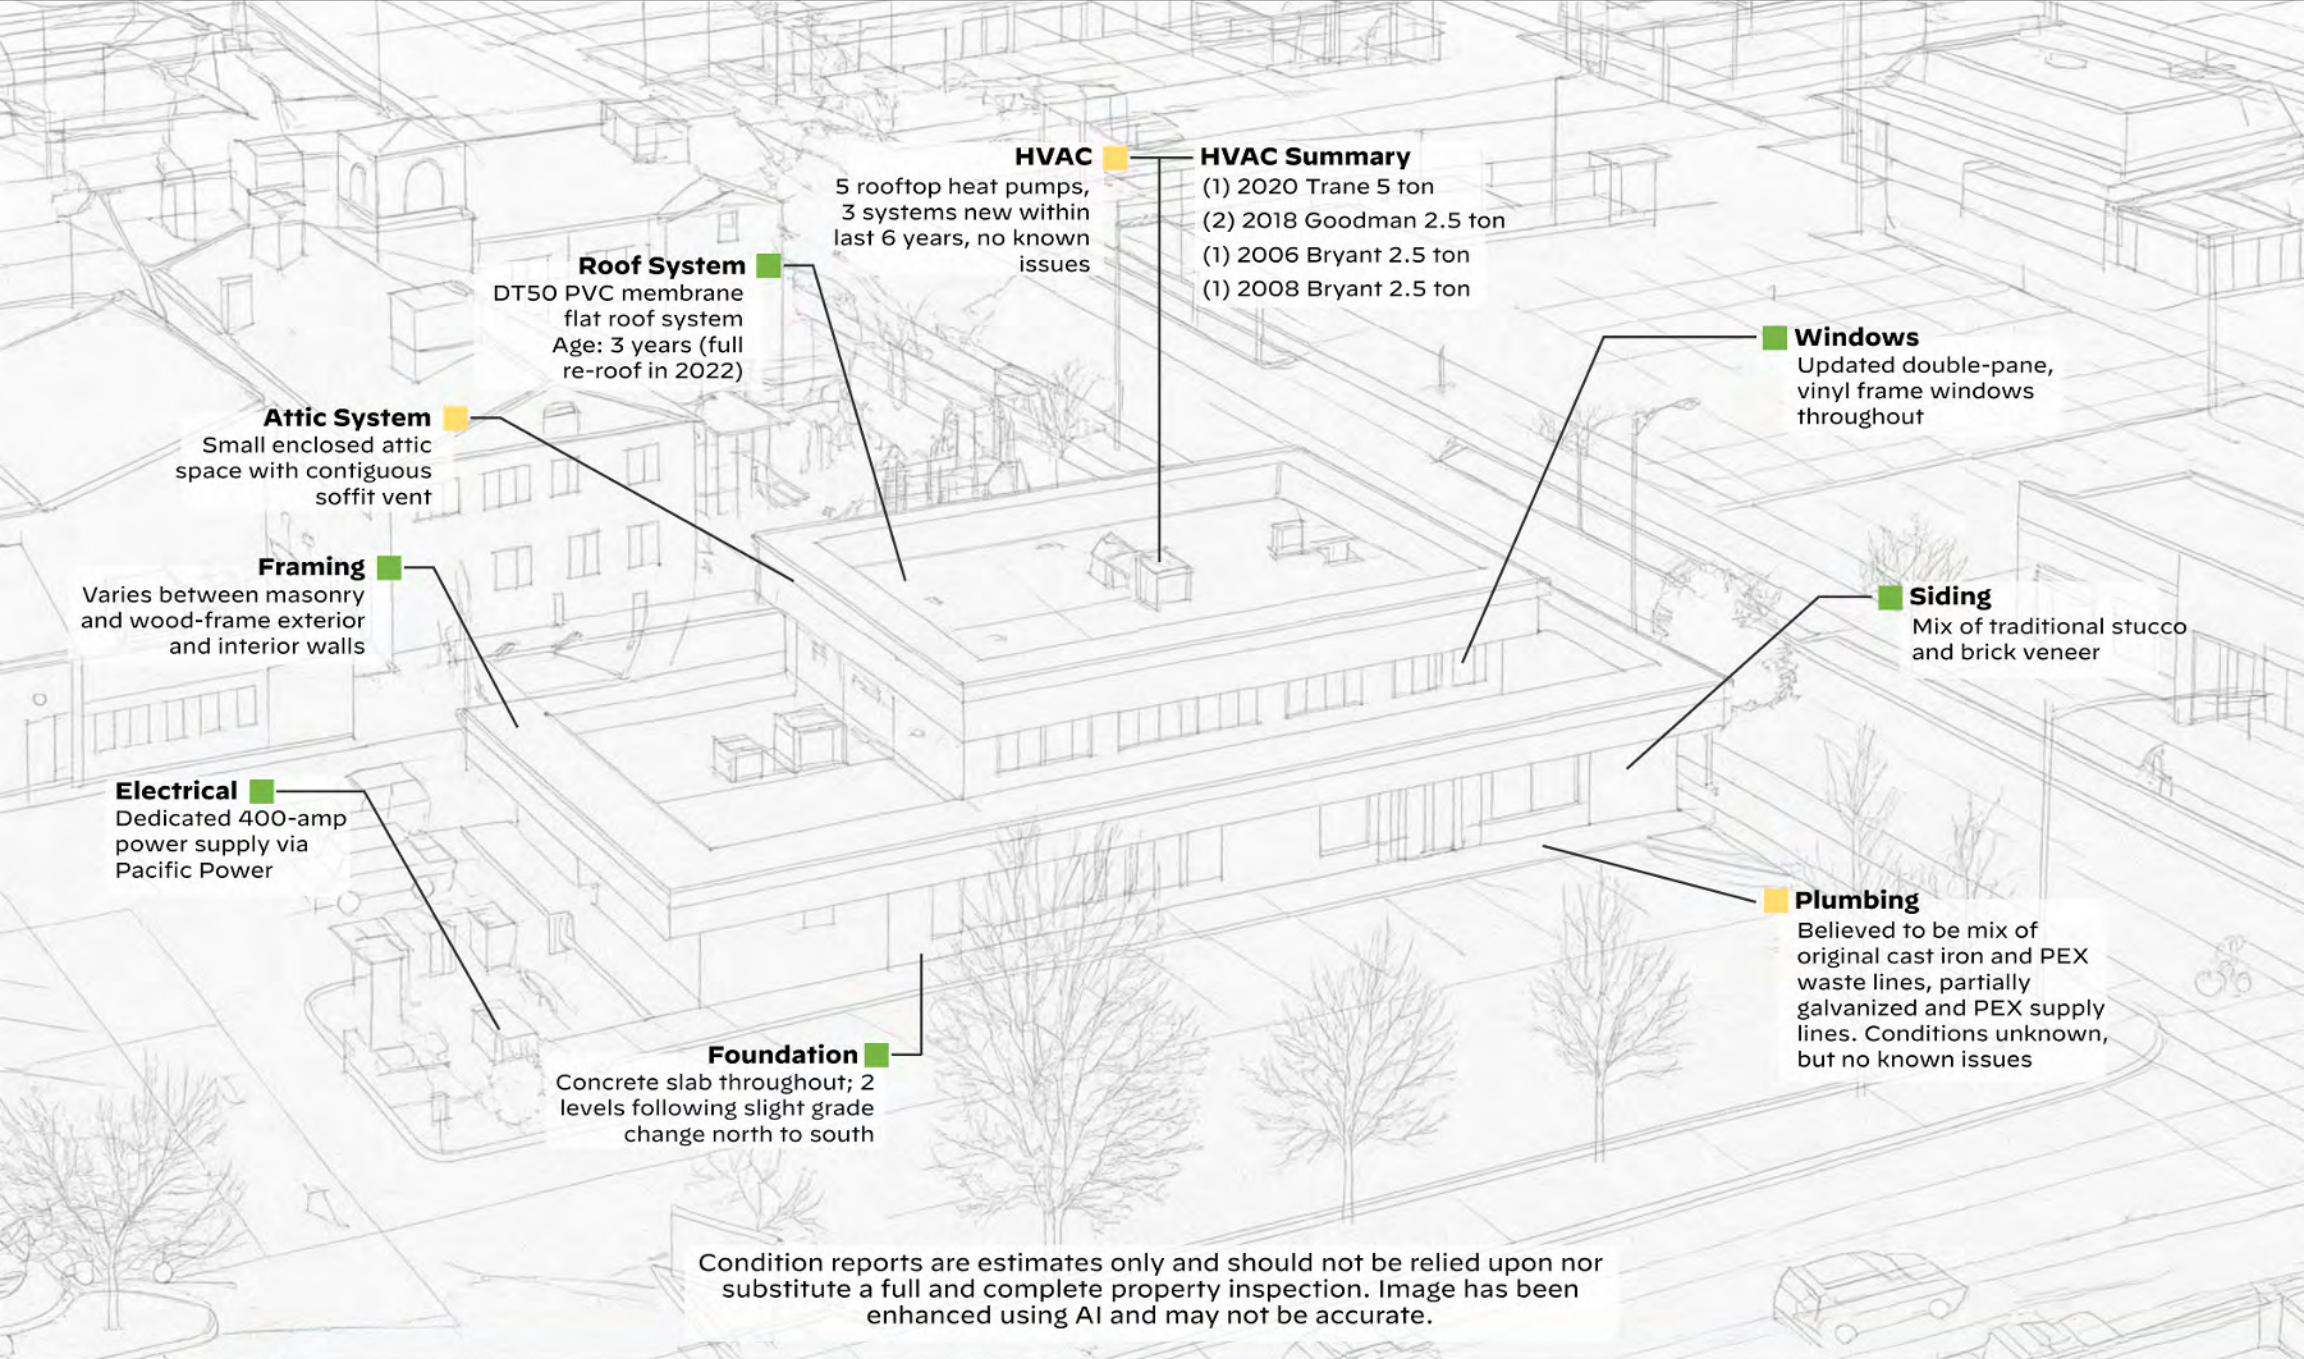 HVAC
5 rooftop heat pumps,
3 systems new within
last 6 years, no known
issues
HVAC Summary
(1) 2020 Trane 5 ton
(2) 2018 Goodman 2.5 ton
(1) 2006 Bryant 2.5 ton
(1) 2008 Bryant 2.5 ton
Roof System
DT50 PVC membrane
flat roof system
Age: 3 years (full
re-roof in 2022)
Windows
Updated double-pane,
vinyl frame windows
throughout
Attic System
Small enclosed attic
space with contiguous
soffit vent
Framing
Varies between masonry
and wood-frame exterior
and interior walls
Siding
Mix of traditional stucco
and brick veneer
Electrical
Dedicated 400-amp
power supply via
Pacific Power
Plumbing
Believed to be mix of
original cast iron and PEX
waste lines, partially
galvanized and PEX supply
lines. Conditions unknown,
but no known issues
Foundation
Concrete slab throughout; 2
levels following slight grade
change north to south
Condition reports are estimates only and should not be relied upon nor
substitute a full and complete property inspection. Image has been
enhanced using AI and may not be accurate.